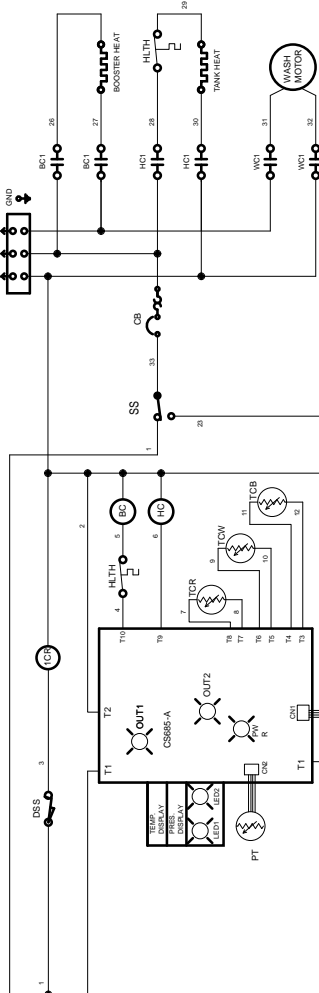 29
HLTH
BOOSTER HEAT
TANK HEAT
WASH
MOTOR
26
27
28
30
31
32
BC1
BC1
HC1
HC1
WC1
WC1
GND
CB
33
SS
1
23
2
BC
HC
5
6
HLTH
4
TCB
11
12
TCW
9
10
TCR
7
8
T10
T9
T8
T7
T6
T5
T4
T3
1CR
T2
OUT1
CS685-A
OUT2
PW
R
CN1
T1
T1
CN2
3
DSS
TEMP.
DISPLAY
PRESS.
DISPLAY
LED2
LED1
PT
1